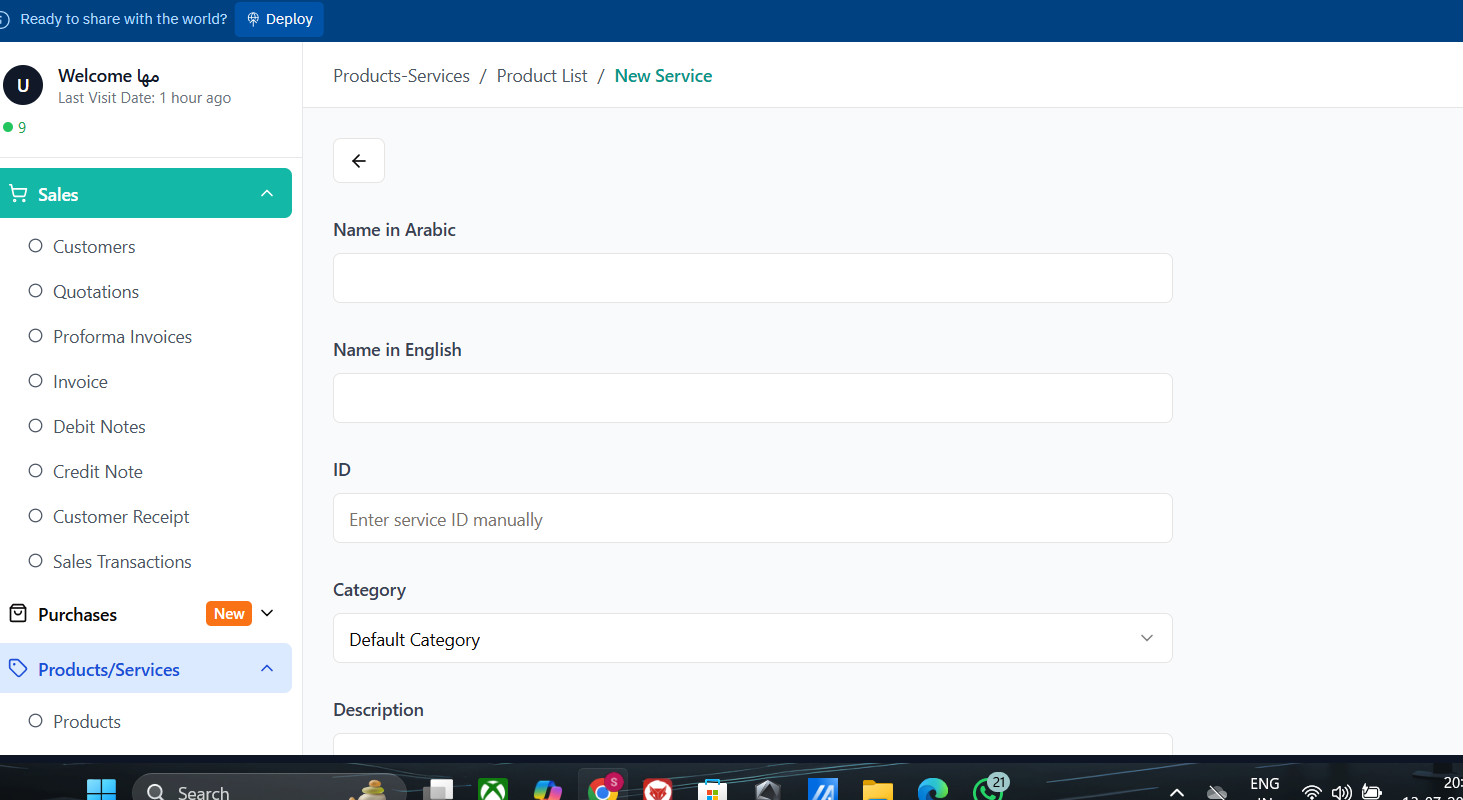 Ready to share with the world? Deploy
U
Welcome مها
Last Visit Date: 1 hour ago
9
Sales
Customers
Quotations
Proforma Invoices
Invoice
Debit Notes
Credit Note
Customer Receipt
Sales Transactions
Purchases New
Products/Services
Products
Products-Services / Product List / New Service
Name in Arabic
Name in English
ID
Enter service ID manually
Category
Default Category
Description
Search
S
21
ENG